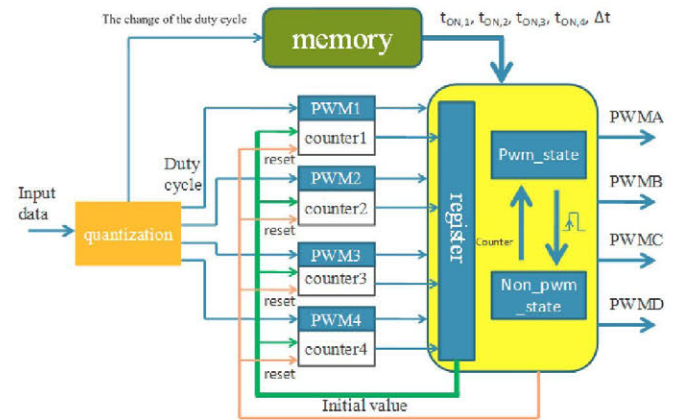 The change of the duty cycle
memory
tON,1, tON,2, tON,3, tON,4, Δt
PWM1
counter1
reset
Duty
cycle
PWM2
counter2
reset
Input
data
quantization
PWM3
counter3
reset
PWM4
counter4
reset
Initial value
register
Pwm_state
Counter
Non_pwm
_state
PWMA
PWMB
PWMC
PWMD